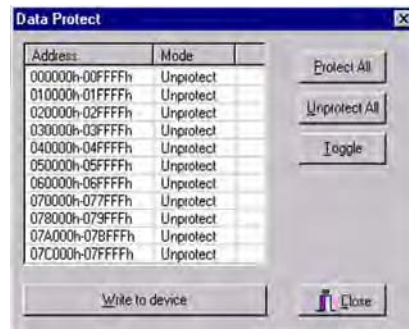 Data Protect
Address Mode
000000h-00FFFFh Unprotect
010000h-01FFFFh Unprotect
020000h-02FFFFh Unprotect
030000h-03FFFFh Unprotect
040000h-04FFFFh Unprotect
050000h-05FFFFh Unprotect
060000h-06FFFFh Unprotect
070000h-077FFFh Unprotect
078000h-079FFFh Unprotect
07A000h-07BFFFh Unprotect
07C000h-07FFFFh Unprotect
Protect All
Unprotect All
Toggle
Write to device
Close